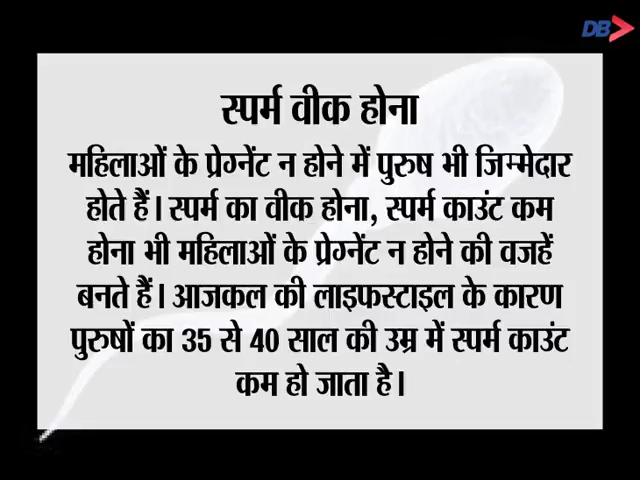 DB
स्पर्म वीक होना
महिलाओं के प्रेग्नेंट न होने में पुरुष भी जिम्मेदार
होते हैं। स्पर्म का वीक होना, स्पर्म काउंट कम
होना भी महिलाओं के प्रेग्नेंट न होने की वजहें
बनते हैं। आजकल की लाइफस्टाइल के कारण
पुरुषों का 35 से 40 साल की उम्र में स्पर्म काउंट
कम हो जाता है।